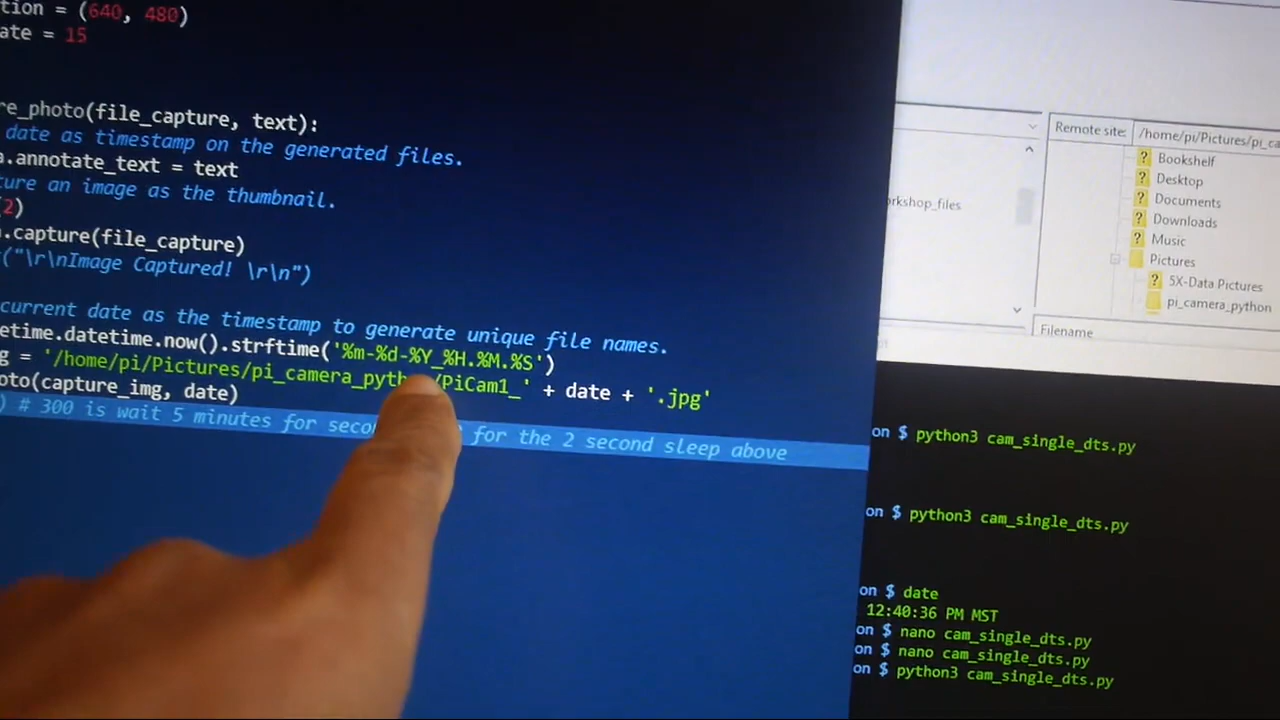 tion = (640, 480)
ate = 15
re_photo(file_capture, text):
date as timestamp on the generated files.
a.annotate_text = text
ture an image as the thumbnail.
(2)
a.capture(file_capture)
t("\r\nImage Captured! \r\n")
current date as the timestamp to generate unique file names.
etime.datetime.now().strftime('%m-%d-%Y_%H.%M.%S')
g = '/home/pi/Pictures/pi_camera_pytho /PiCam1_' + date + '.jpg'
oto(capture_img, date)
) # 300 is wait 5 minutes for seco for the 2 second sleep above
rkshop_files
Remote site: /home/pi/Pictures/pi_ca
Bookshelf
Desktop
Documents
Downloads
Music
Pictures
5X-Data Pictures
pi_camera_python
Filename
on $ python3 cam_single_dts.py
on $ python3 cam_single_dts.py
on $ date
12:40:36 PM MST
on $ nano cam_single_dts.py
on $ nano cam_single_dts.py
on $ python3 cam_single_dts.py